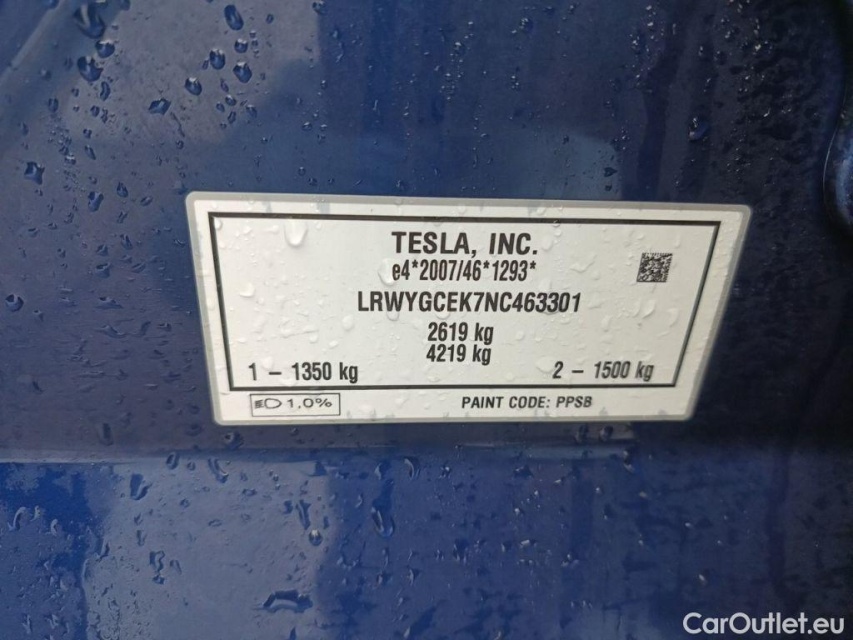 TESLA, INC.
e4*2007/46*1293*
LRWYGCEK7NC463301
2619 kg
4219 kg
1 – 1350 kg 2 – 1500 kg
1,0% PAINT CODE: PPSB
CarOutlet.eu